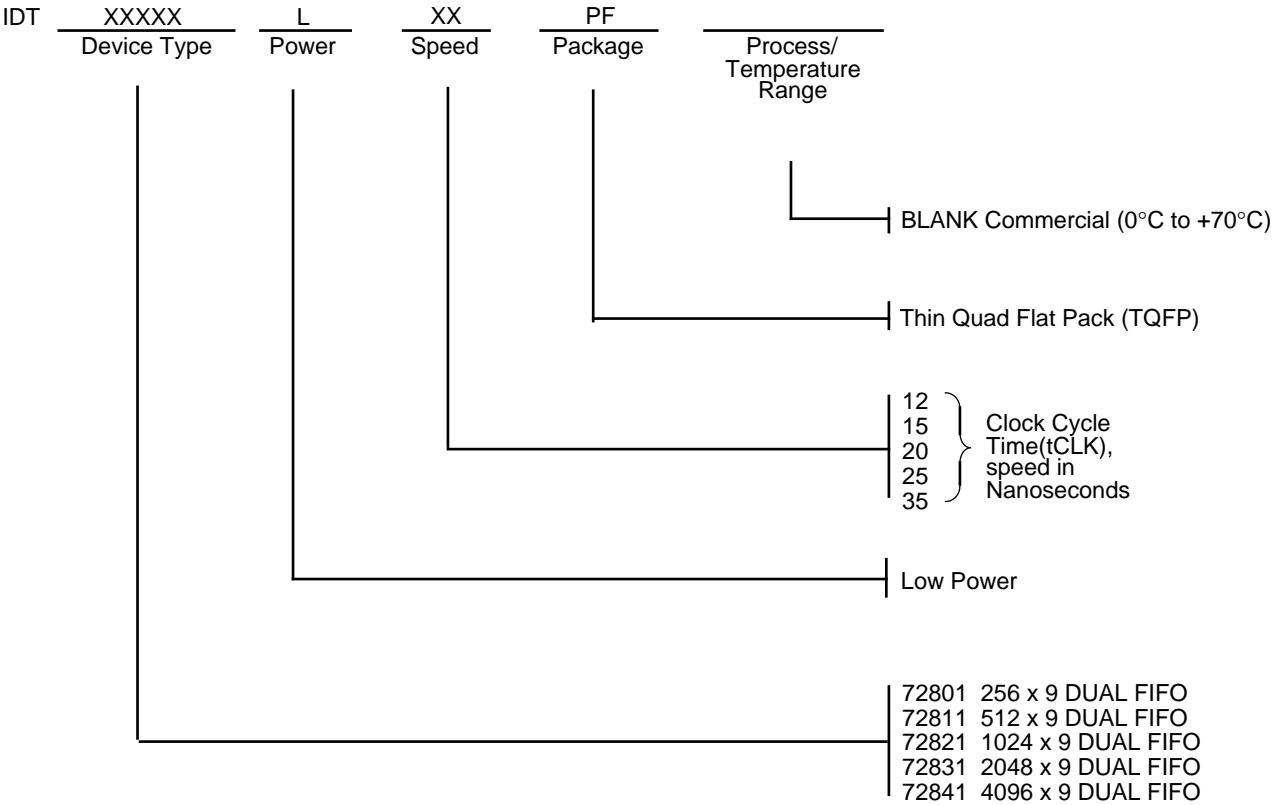 IDT XXXXX L XX PF
Device Type Power Speed Package Process/
Temperature
Range
BLANK Commercial (0°C to +70°C)
Thin Quad Flat Pack (TQFP)
12
15
20
25
35
Clock Cycle
Time(tCLK),
speed in
Nanoseconds
Low Power
72801 256 x 9 DUAL FIFO
72811 512 x 9 DUAL FIFO
72821 1024 x 9 DUAL FIFO
72831 2048 x 9 DUAL FIFO
72841 4096 x 9 DUAL FIFO